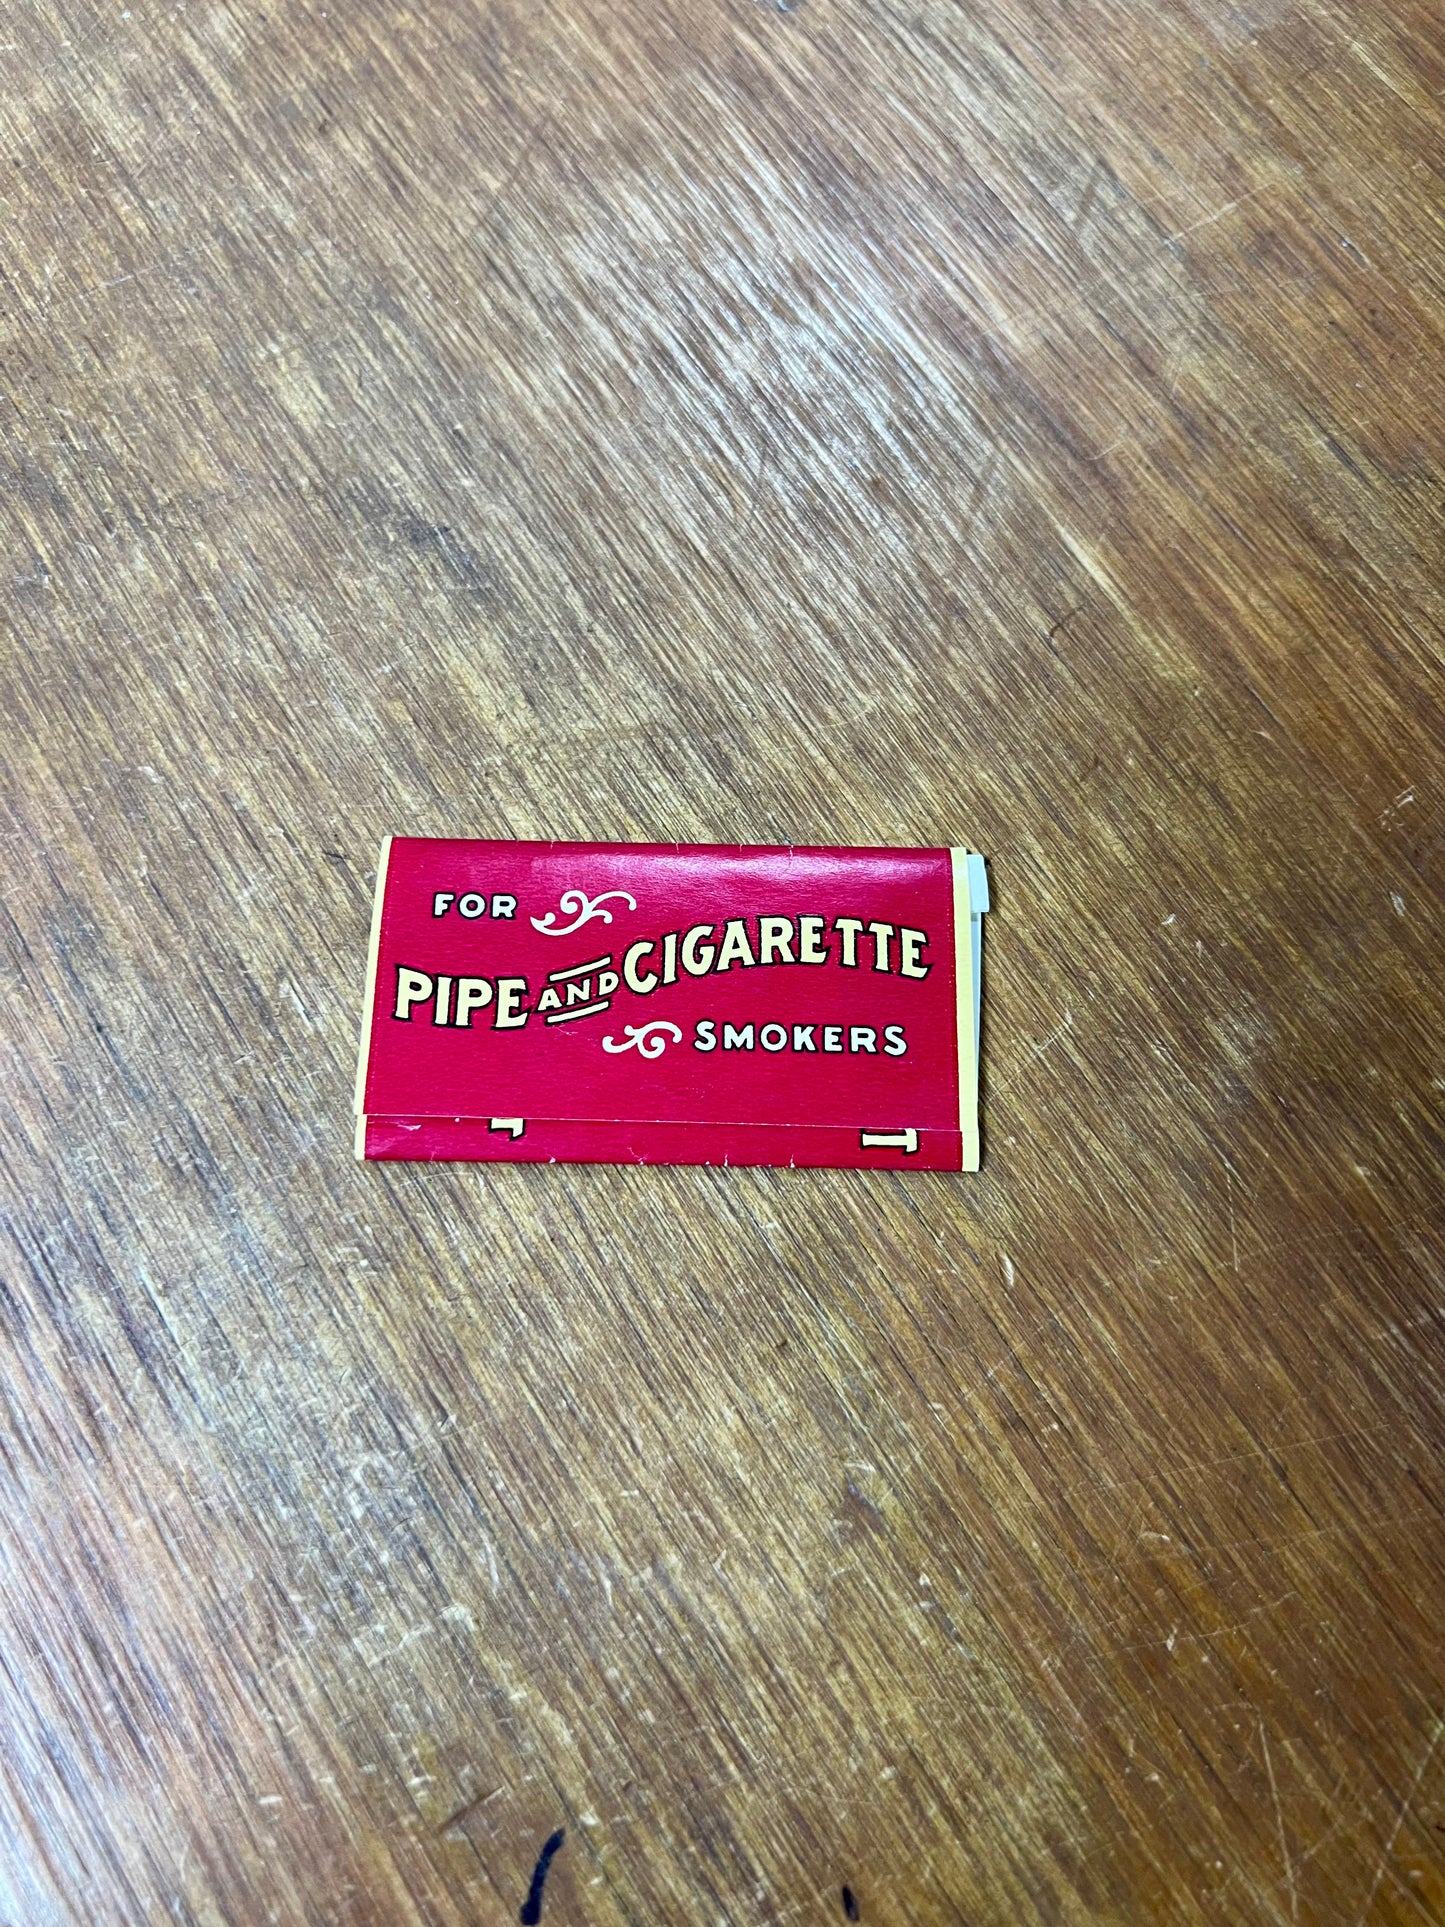 FOR
PIPE AND CIGARETTE
SMOKERS